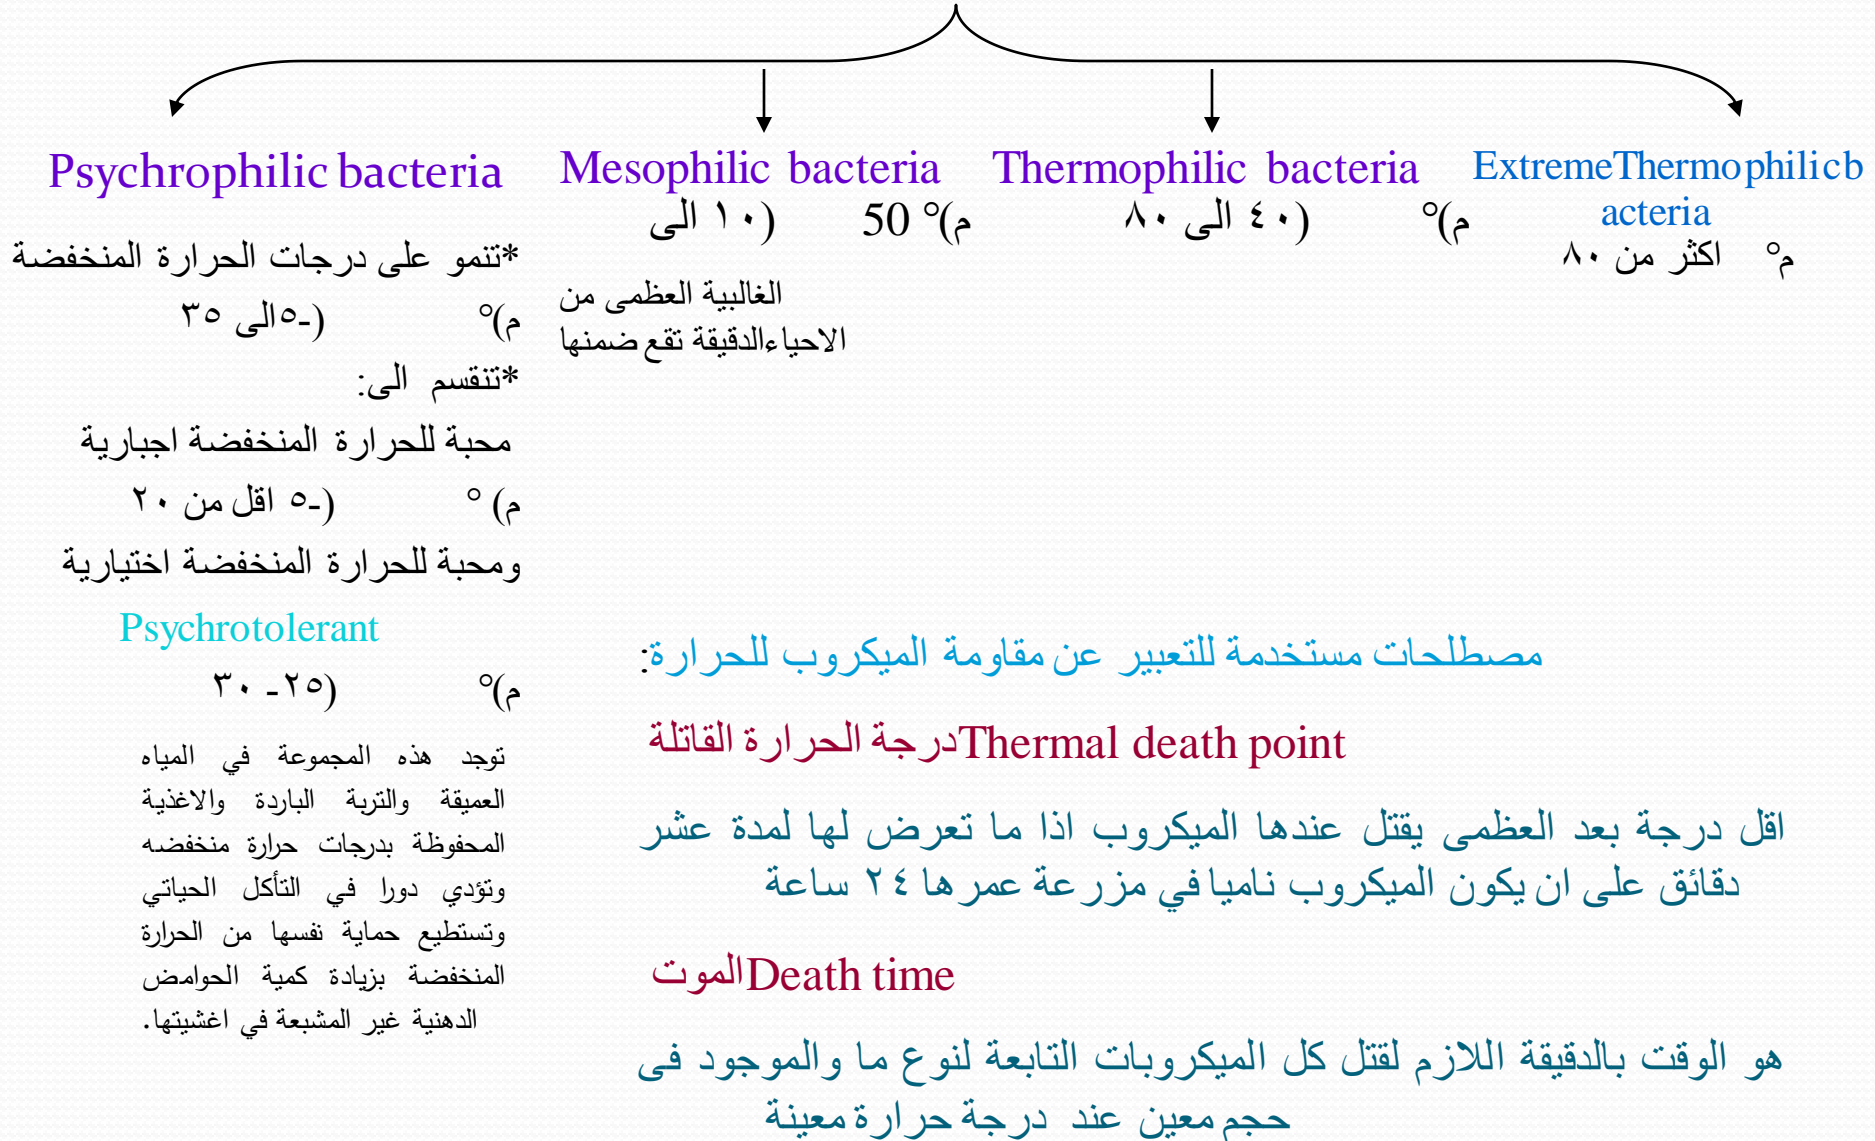 Psychrophilic bacteria
*تنمو على درجات الحرارة المنخفضة
(-٥الى ٣٥ °(م
*تنقسم الى:
محبة للحرارة المنخفضة اجبارية
(-٥ اقل من ٢٠ ° (م
ومحبة للحرارة المنخفضة اختيارية
Psychrotolerant
(٢٥- ٣٠ °(م
توجد هذه المجموعة في المياه
العميقة والتربة الباردة والاغذية
المحفوظة بدرجات حرارة منخفضه
وتؤدي دورا في التأكل الحياتي
وتستطيع حماية نفسها من الحرارة
المنخفضة بزيادة كمية الحوامض
الدهنية غير المشبعة في اغشيتها.
Mesophilic bacteria
(١٠ الى 50 °(م
الغالبية العظمى من
الاحياءالدقيقة تقع ضمنها
Thermophilic bacteria
(٤٠ الى ٨٠ °(م
ExtremeThermophilicb
acteria
اكثر من ٨٠ °م
مصطلحات مستخدمة للتعبير عن مقاومة الميكروب للحرارة:
Thermal death pointدرجة الحرارة القاتلة
اقل درجة بعد العظمى يقتل عندها الميكروب اذا ما تعرض لها لمدة عشر
دقائق على ان يكون الميكروب ناميا في مزرعة عمرها ٢٤ ساعة
Death timeالموت
هو الوقت بالدقيقة اللازم لقتل كل الميكروبات التابعة لنوع ما والموجود فى
حجم معين عند درجة حرارة معينة